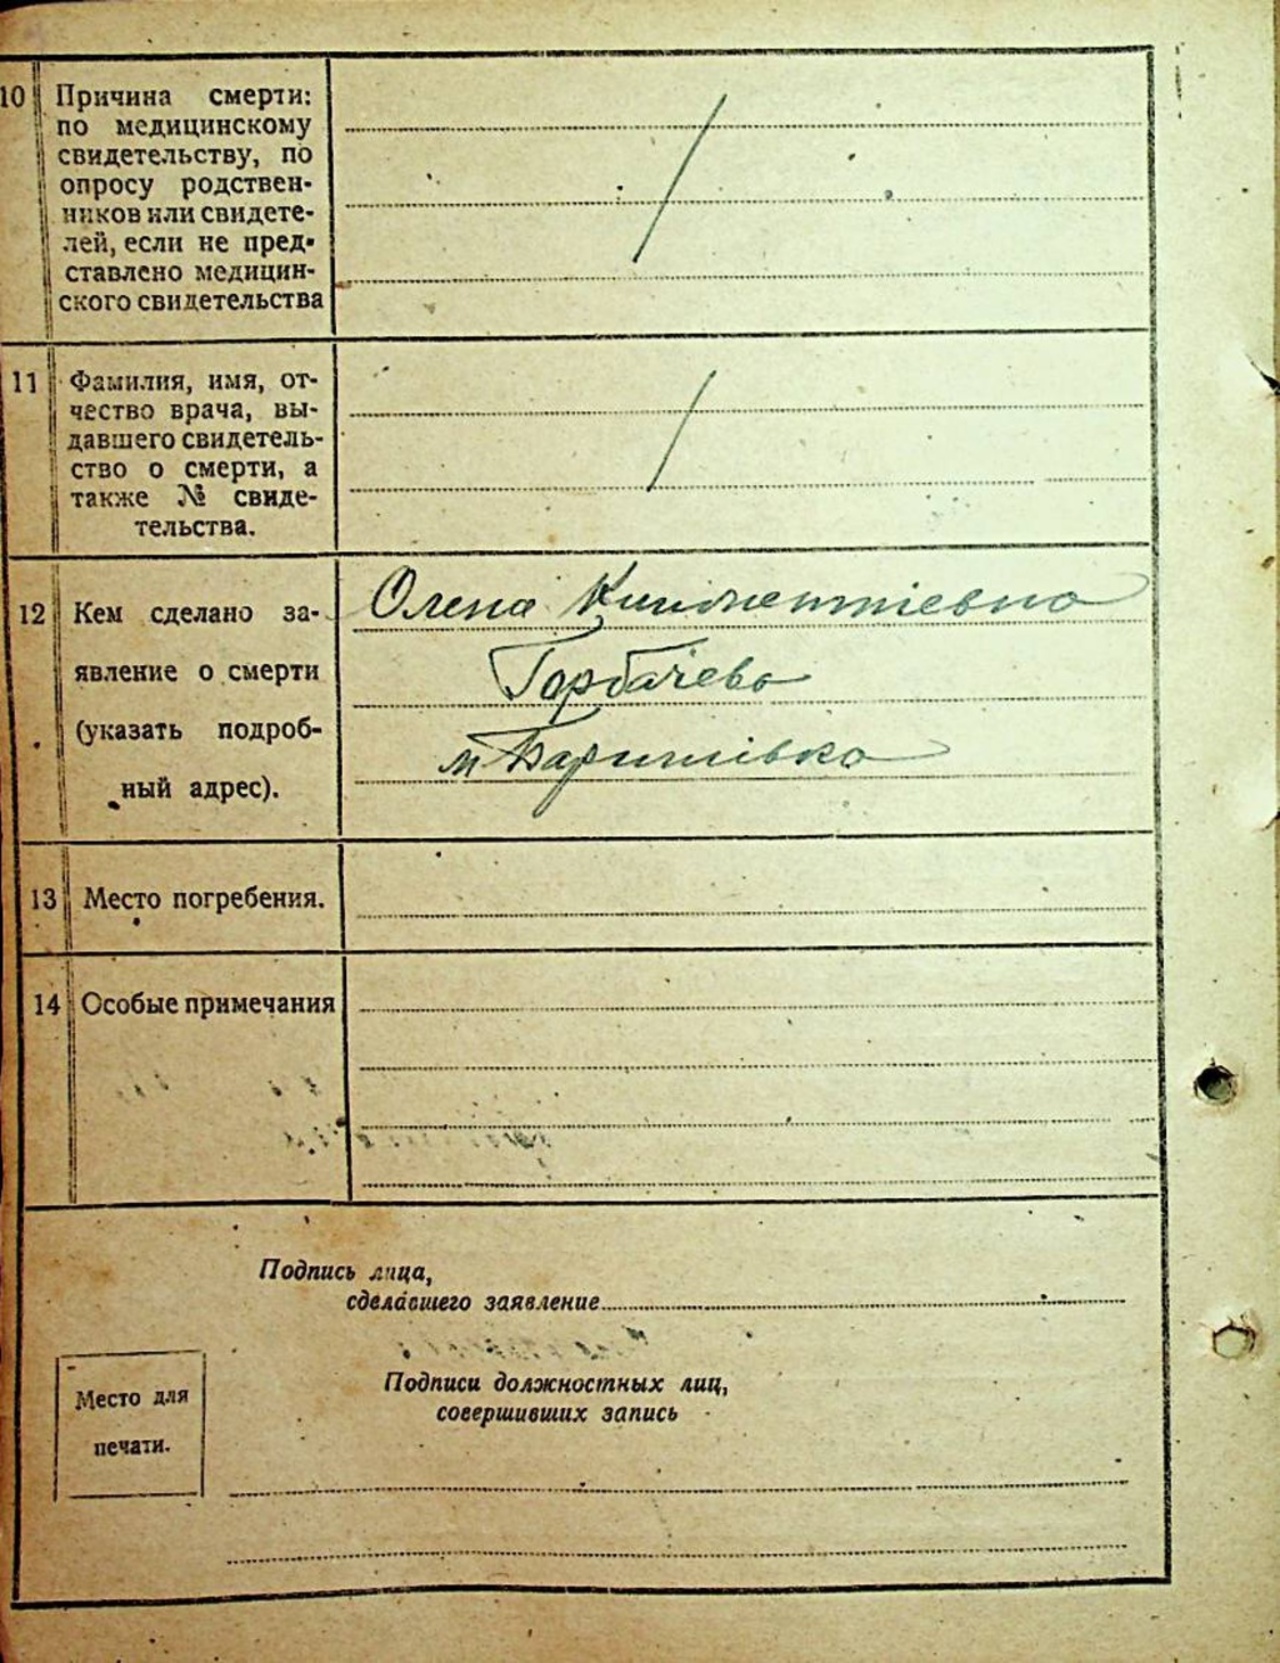 10 Причина смерти:
по медицинскому
свидетельству, по
опросу родствен-
ников или свидете-
лей, если не пред-
ставлено медицин-
ского свидетельства
11 Фамилия, имя, от-
чество врача, вы-
давшего свидетель-
ство о смерти, а
также № свиде-
тельства.
12 Кем сделано за-
явление о смерти
(указать подроб-
ный адрес).
Олена
Горбачева
м Баришівка
13 Место погребения.
14 Особые примечания
Подпись лица,
сделавшего заявление
Подписи должностных лиц,
совершивших запись
Место для
печати.